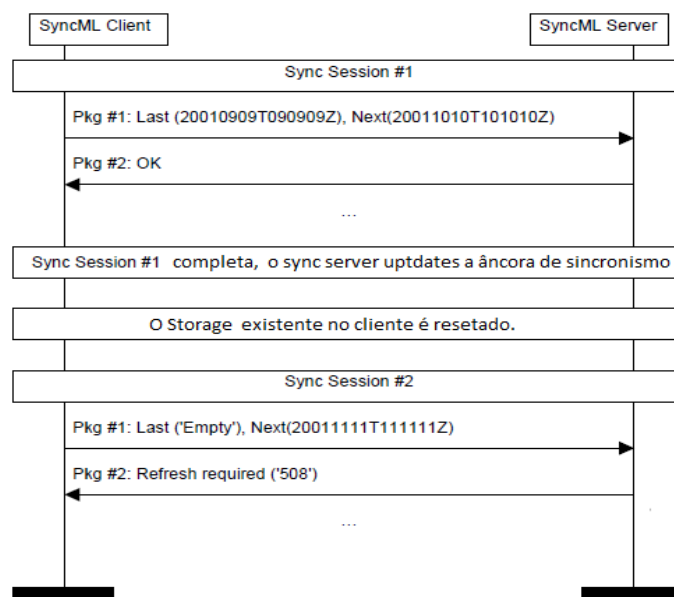 SyncML Client
SyncML Server
Sync Session #1
Pkg #1: Last (20010909T090909Z), Next(20011010T101010Z)
Pkg #2: OK
...
Sync Session #1 completa, o sync server uptdates a âncora de sincronismo
O Storage existente no cliente é resetado.
Sync Session #2
Pkg #1: Last ('Empty'), Next(20011111T111111Z)
Pkg #2: Refresh required ('508')
...